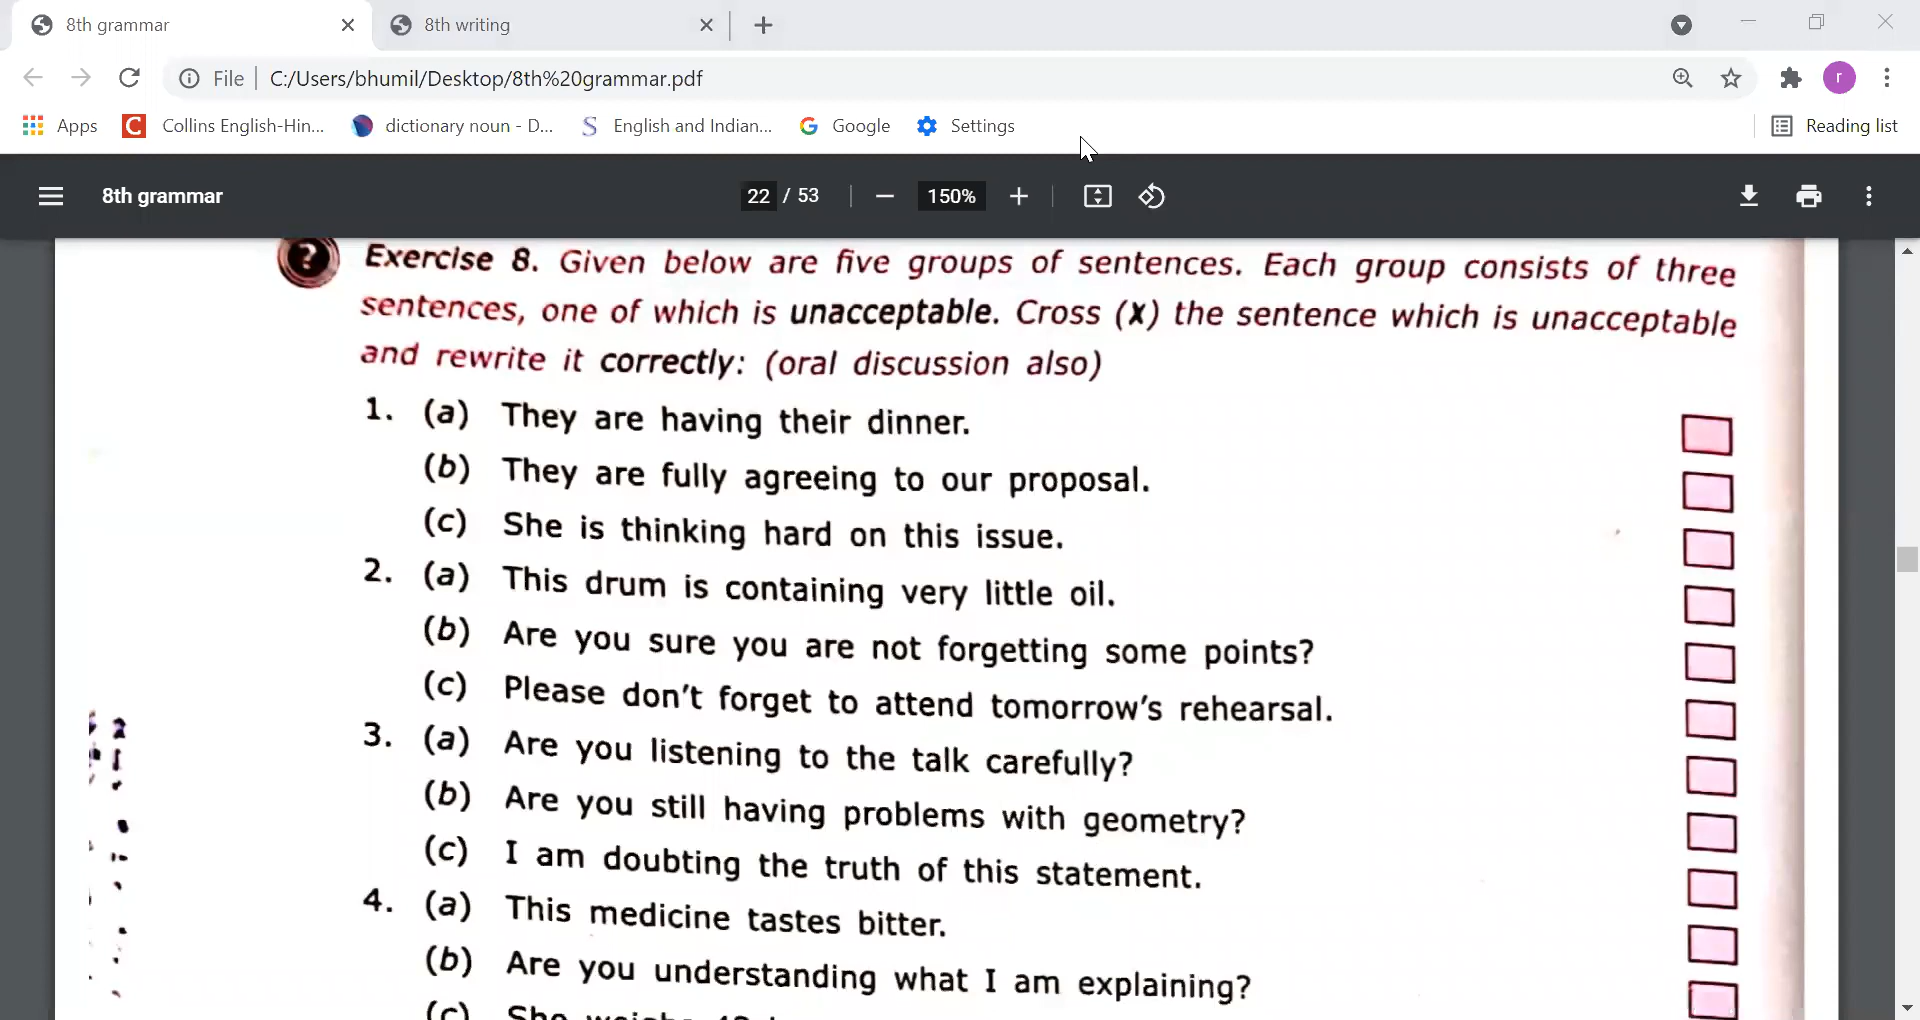 8th grammar
8th writing
File C:/Users/bhumil/Desktop/8th%20grammar.pdf r
Apps Collins English-Hin... dictionary noun - D... English and Indian... Google Settings Reading list
8th grammar 22 / 53 150%
? Exercise 8. Given below are five groups of sentences. Each group consists of three
sentences, one of which is unacceptable. Cross (✗) the sentence which is unacceptable
and rewrite it correctly: (oral discussion also)
1. (a) They are having their dinner.
(b) They are fully agreeing to our proposal.
(c) She is thinking hard on this issue.
2. (a) This drum is containing very little oil.
(b) Are you sure you are not forgetting some points?
(c) Please don't forget to attend tomorrow's rehearsal.
3. (a) Are you listening to the talk carefully?
(b) Are you still having problems with geometry?
(c) I am doubting the truth of this statement.
4. (a) This medicine tastes bitter.
(b) Are you understanding what I am explaining?
(c) She weighs